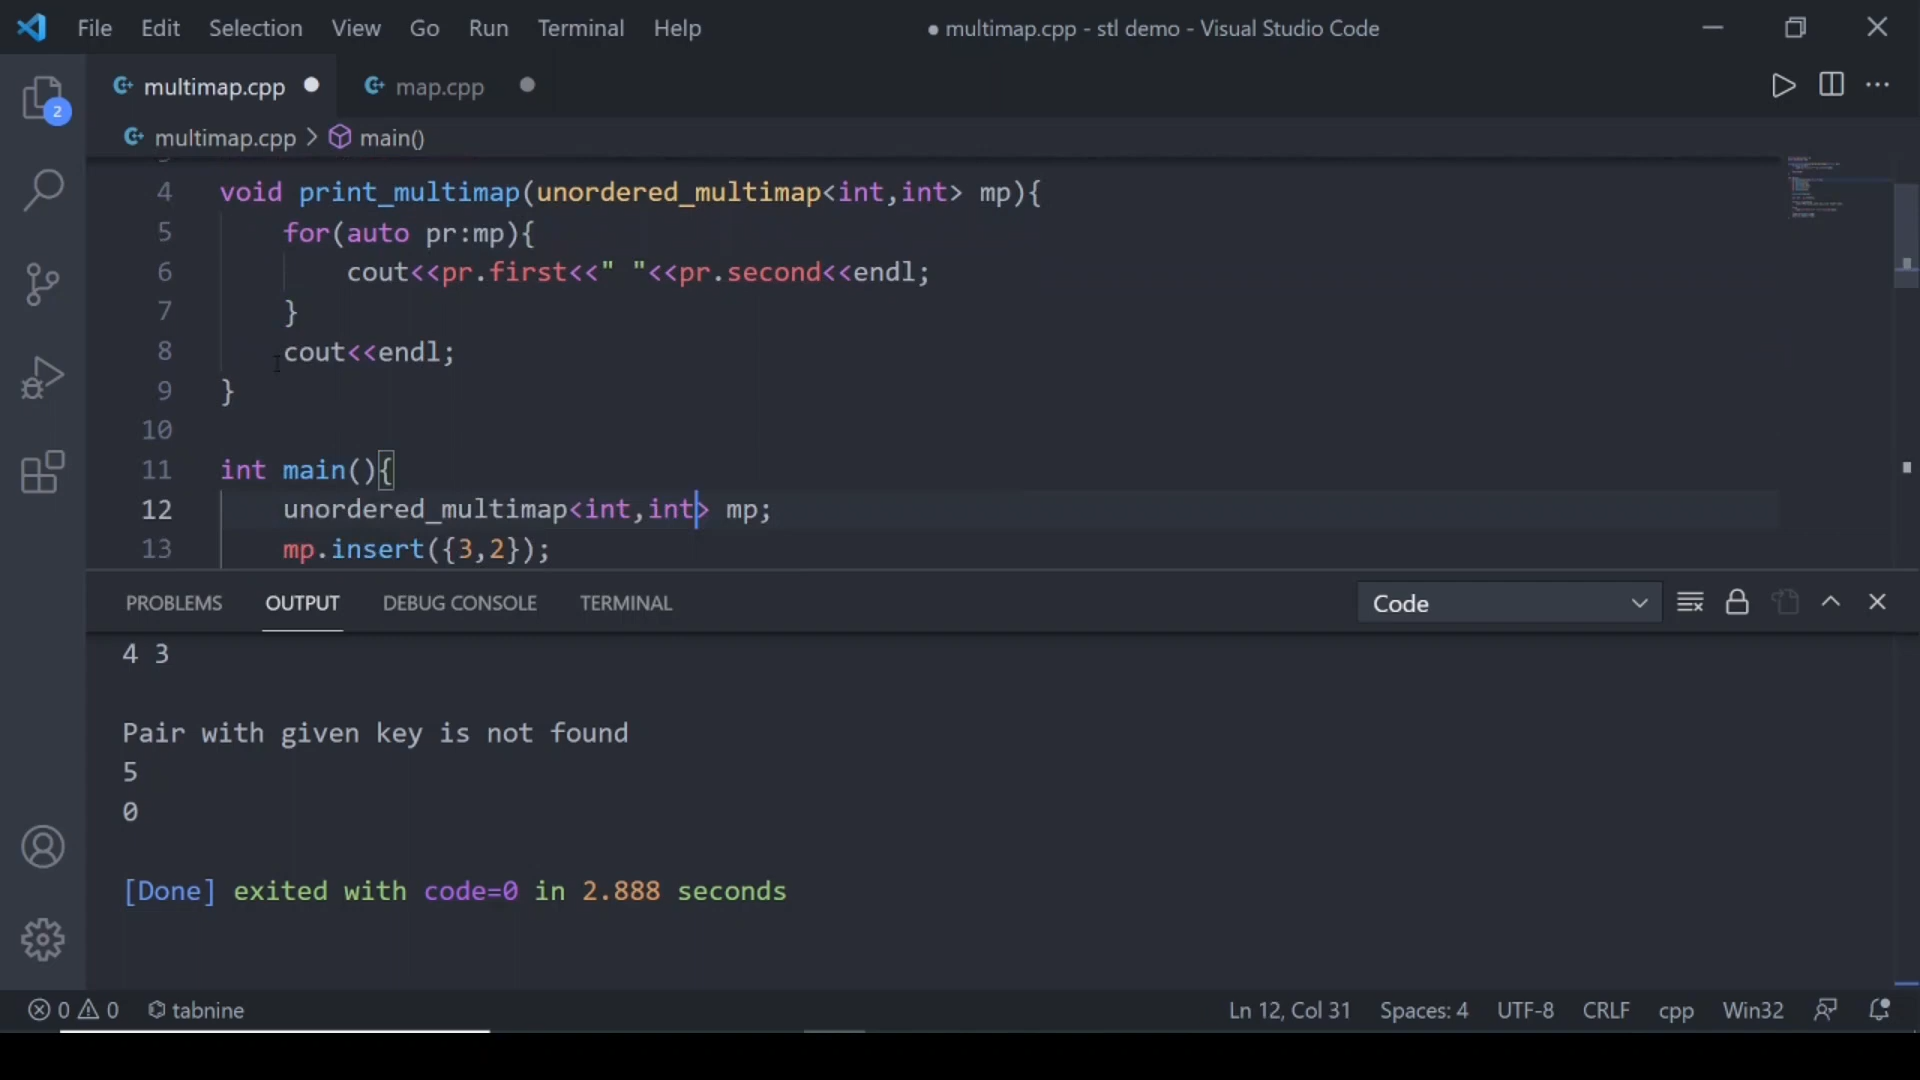 File Edit Selection View Go Run Terminal Help ● multimap.cpp - stl demo - Visual Studio Code
multimap.cpp ● map.cpp ●
2
multimap.cpp > main()
4 void print_multimap(unordered_multimap<int,int> mp){
5 for(auto pr:mp){
6 cout<<pr.first<<" "<<pr.second<<endl;
7 }
8 cout<<endl;
9 }
10
11 int main(){
12 unordered_multimap<int,int> mp;
13 mp.insert({3,2});
PROBLEMS OUTPUT DEBUG CONSOLE TERMINAL Code
4 3
Pair with given key is not found
5
0
[Done] exited with code=0 in 2.888 seconds
0 0 tabnine Ln 12, Col 31 Spaces: 4 UTF-8 CRLF cpp Win32